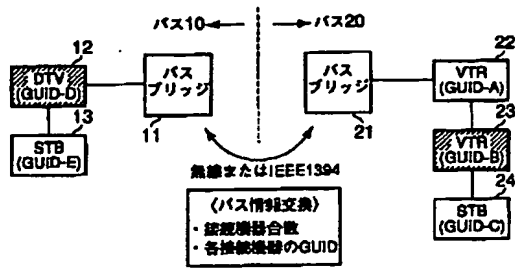 バス10
バス20
12
DTV
(GUID-D)
13
STB
(GUID-E)
バス
ブリッジ
11
バス
ブリッジ
21
22
VTR
(GUID-A)
23
VTR
(GUID-B)
24
STB
(GUID-C)
無線またはIEEE1394
〈バス情報交換〉
・接続機器台数
・各接続機器のGUID